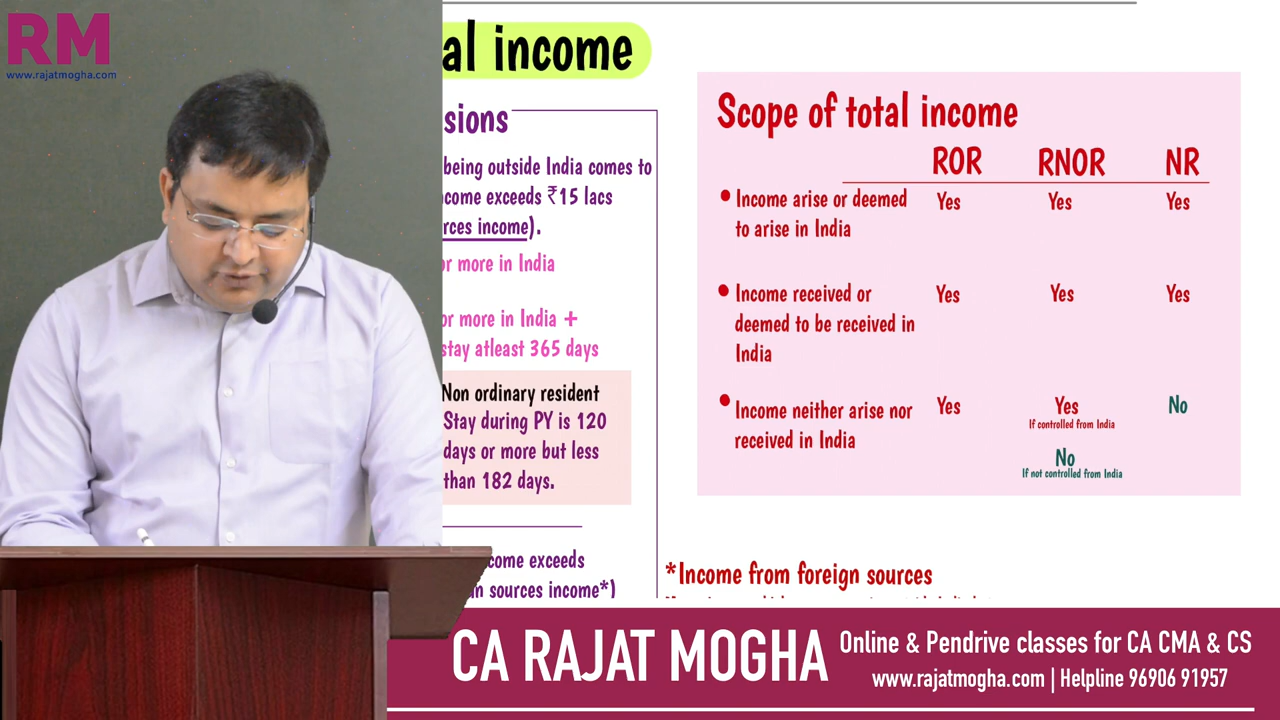 RM
www.rajatmogha.com
al income
sions
being outside India comes to
come exceeds ₹15 lacs
rces income).
or more in India
or more in India +
stay atleast 365 days
Non ordinary resident
Stay during PY is 120
days or more but less
than 182 days.
come exceeds
n sources income*)
Scope of total income
ROR RNOR NR
• Income arise or deemed Yes Yes Yes
to arise in India
• Income received or Yes Yes Yes
deemed to be received in
India
• Income neither arise nor Yes Yes No
received in India If controlled from India
No
If not controlled from India
*Income from foreign sources
CA RAJAT MOGHA
Online & Pendrive classes for CA CMA & CS
www.rajatmogha.com | Helpline 96906 91957